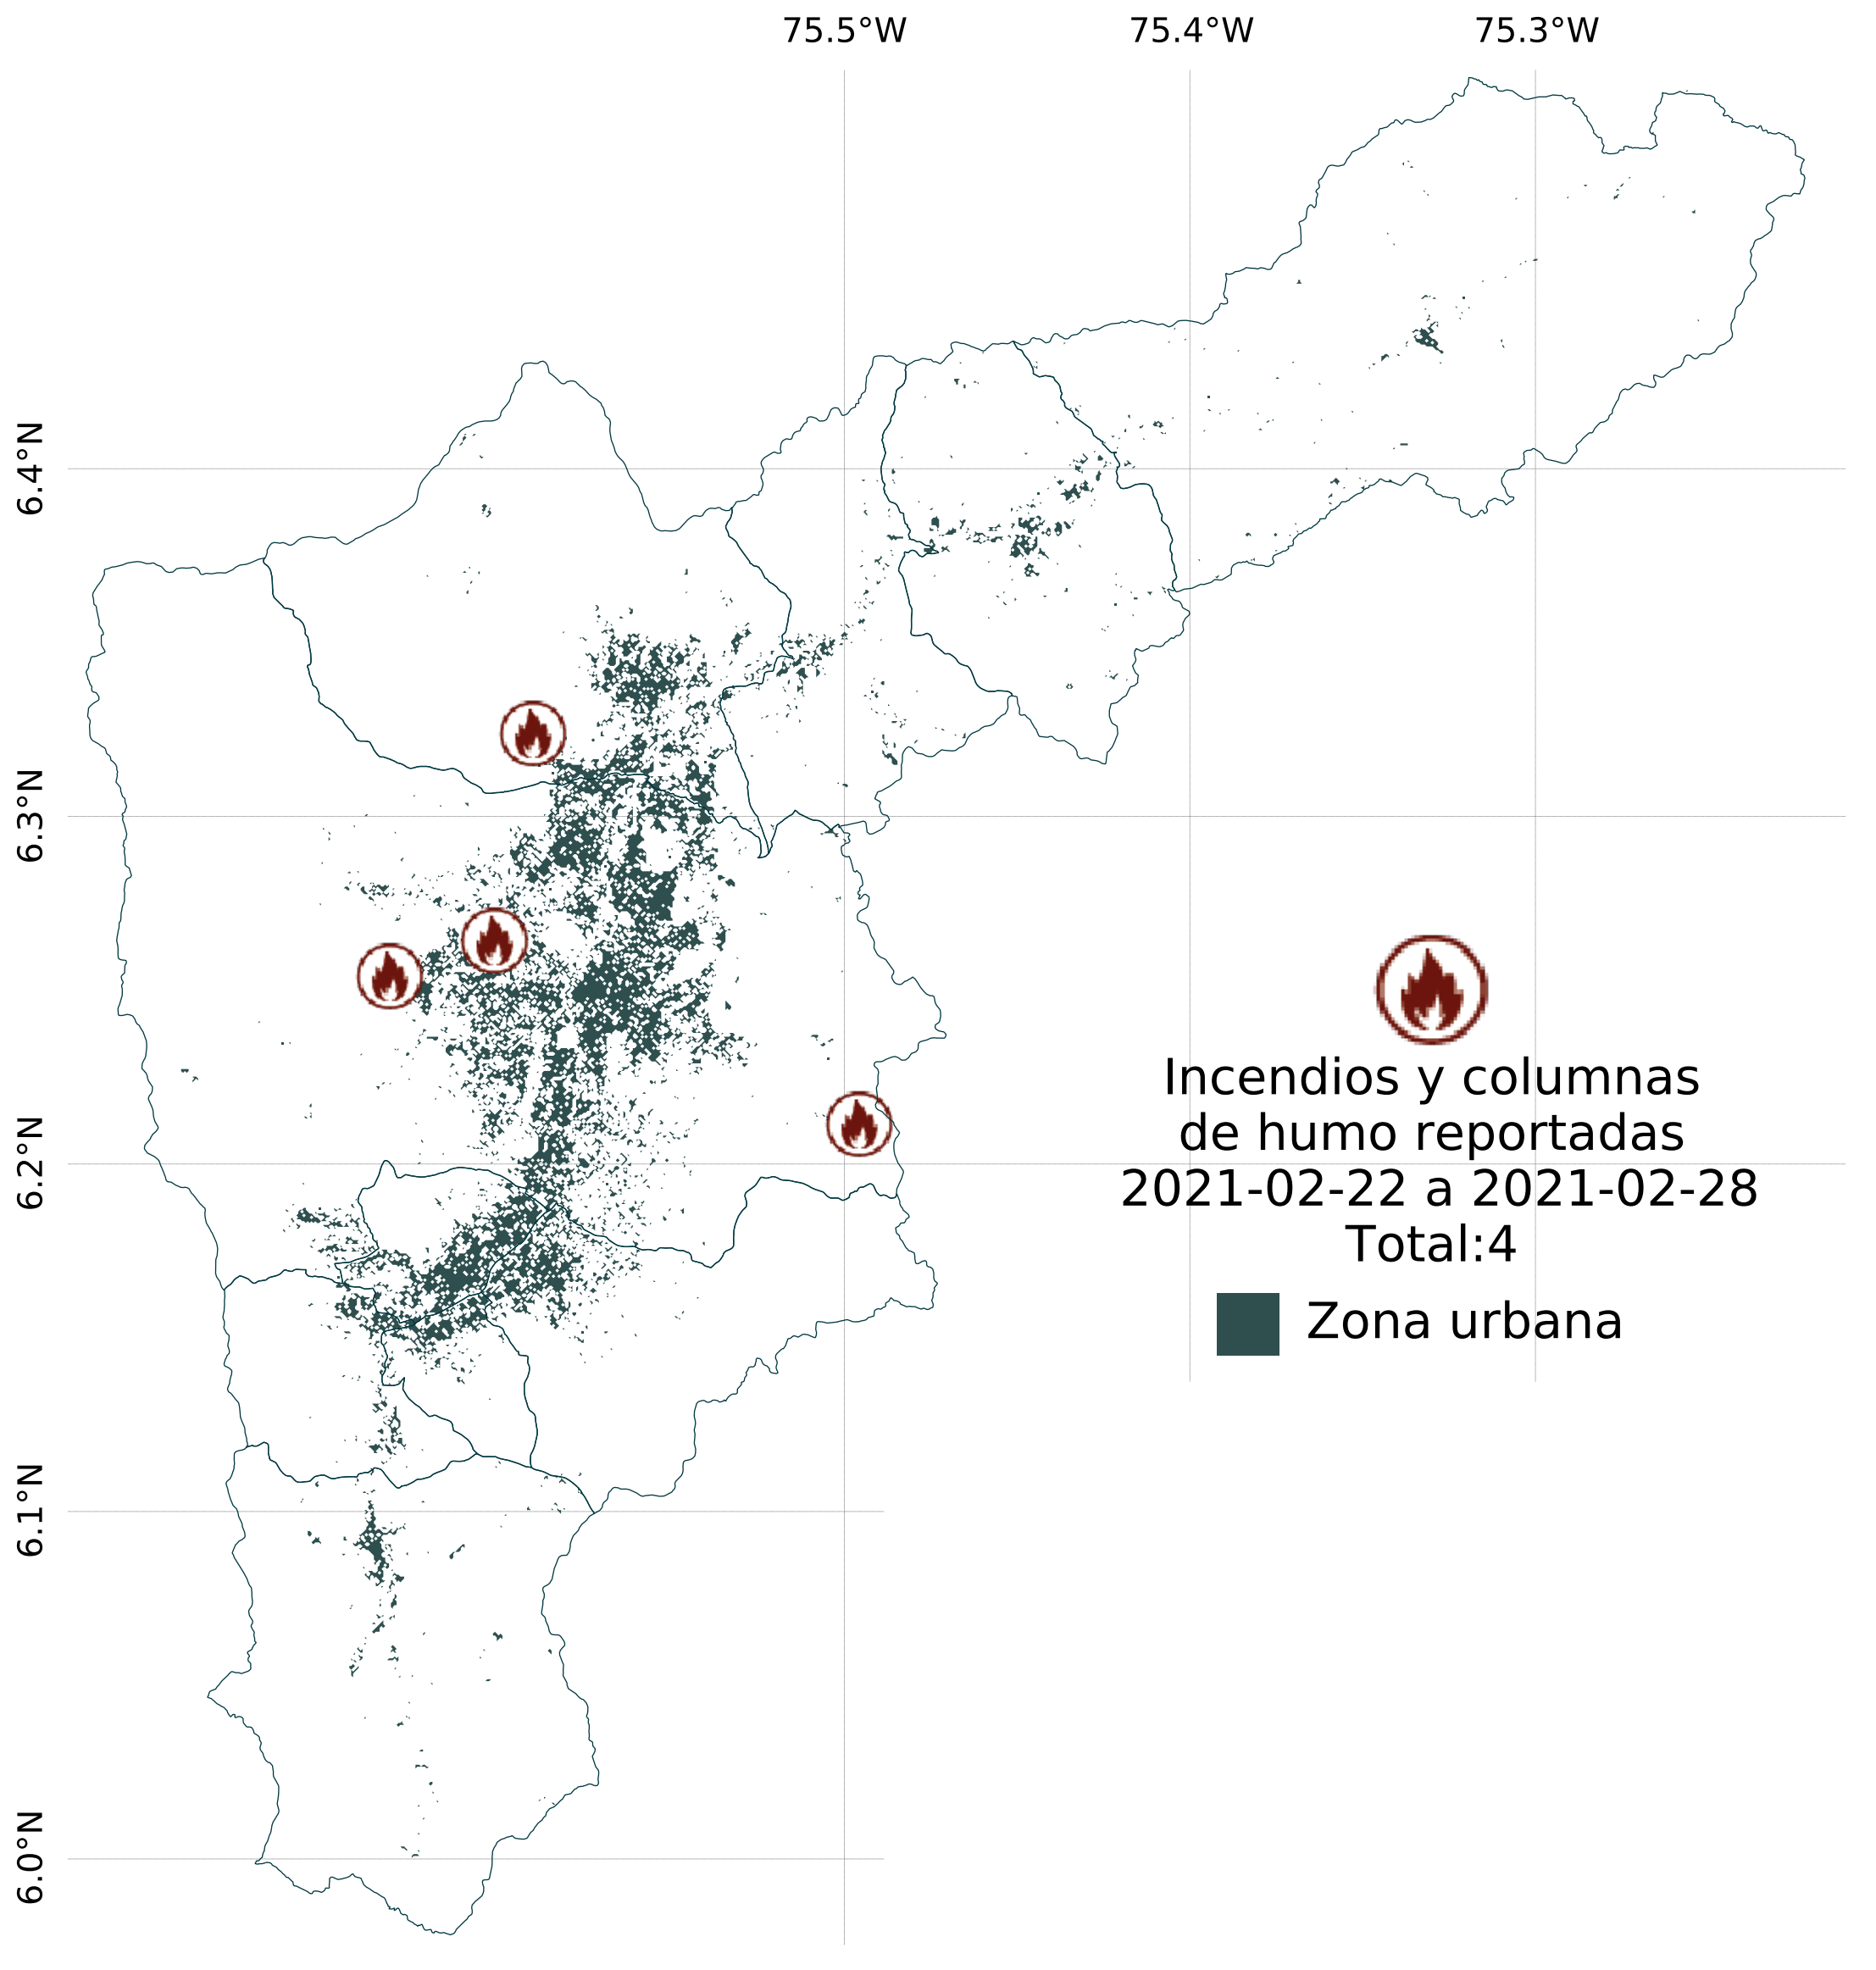 75.5°W 75.4°W 75.3°W
6.4°N
6.3°N
6.2°N
6.1°N
6.0°N
Incendios y columnas
de humo reportadas
2021-02-22 a 2021-02-28
Total:4
Zona urbana